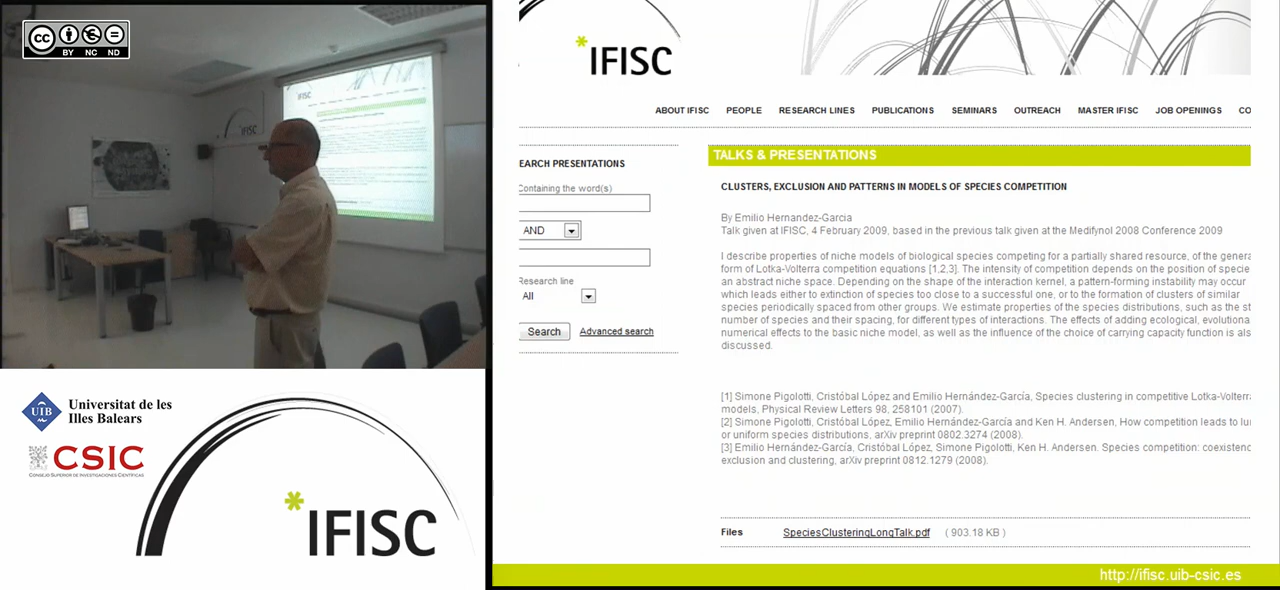 cc BY NC ND
IFISC
IFISC
Universitat de les
Illes Balears
UIB
CSIC
CONSEJO SUPERIOR DE INVESTIGACIONES CIENTÍFICAS
*IFISC
*IFISC
ABOUT IFISC PEOPLE RESEARCH LINES PUBLICATIONS SEMINARS OUTREACH MASTER IFISC JOB OPENINGS CO
EARCH PRESENTATIONS
Containing the word(s)
AND
Research line
All
Search Advanced search
TALKS & PRESENTATIONS
CLUSTERS, EXCLUSION AND PATTERNS IN MODELS OF SPECIES COMPETITION
By Emilio Hernandez-Garcia
Talk given at IFISC, 4 February 2009, based in the previous talk given at the Medifynol 2008 Conference 2009
I describe properties of niche models of biological species competing for a partially shared resource, of the genera
form of Lotka-Volterra competition equations [1,2,3]. The intensity of competition depends on the position of specie
an abstract niche space. Depending on the shape of the interaction kernel, a pattern-forming instability may occur
which leads either to extinction of species too close to a successful one, or to the formation of clusters of similar
species periodically spaced from other groups. We estimate properties of the species distributions, such as the st
number of species and their spacing, for different types of interactions. The effects of adding ecological, evolutiona
numerical effects to the basic niche model, as well as the influence of the choice of carrying capacity function is als
discussed.
[1] Simone Pigolotti, Cristóbal López and Emilio Hernández-García, Species clustering in competitive Lotka-Volterra
models, Physical Review Letters 98, 258101 (2007).
[2] Simone Pigolotti, Cristóbal López, Emilio Hernández-García and Ken H. Andersen, How competition leads to lu
or uniform species distributions, arXiv preprint 0802.3274 (2008).
[3] Emilio Hernández-García, Cristóbal López, Simone Pigolotti, Ken H. Andersen. Species competition: coexistenc
exclusion and clustering, arXiv preprint 0812.1279 (2008).
Files SpeciesClusteringLongTalk.pdf ( 903.18 KB )
http://ifisc.uib-csic.es